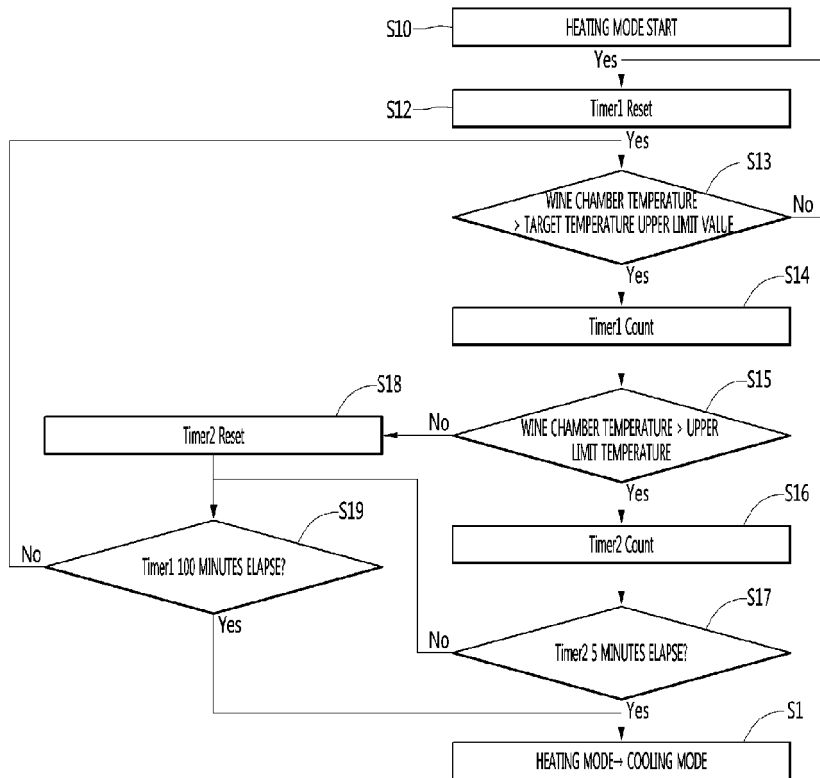 S10
HEATING MODE START
Yes
S12
Timer1 Reset
Yes
S13
WINE CHAMBER TEMPERATURE
> TARGET TEMPERATURE UPPER LIMIT VALUE
No
Yes
S14
Timer1 Count
S15
WINE CHAMBER TEMPERATURE > UPPER
LIMIT TEMPERATURE
No
Yes
S18
Timer2 Reset
S16
Timer2 Count
S19
Timer1 100 MINUTES ELAPSE?
No
Yes
S17
Timer2 5 MINUTES ELAPSE?
No
Yes
S1
HEATING MODE→ COOLING MODE